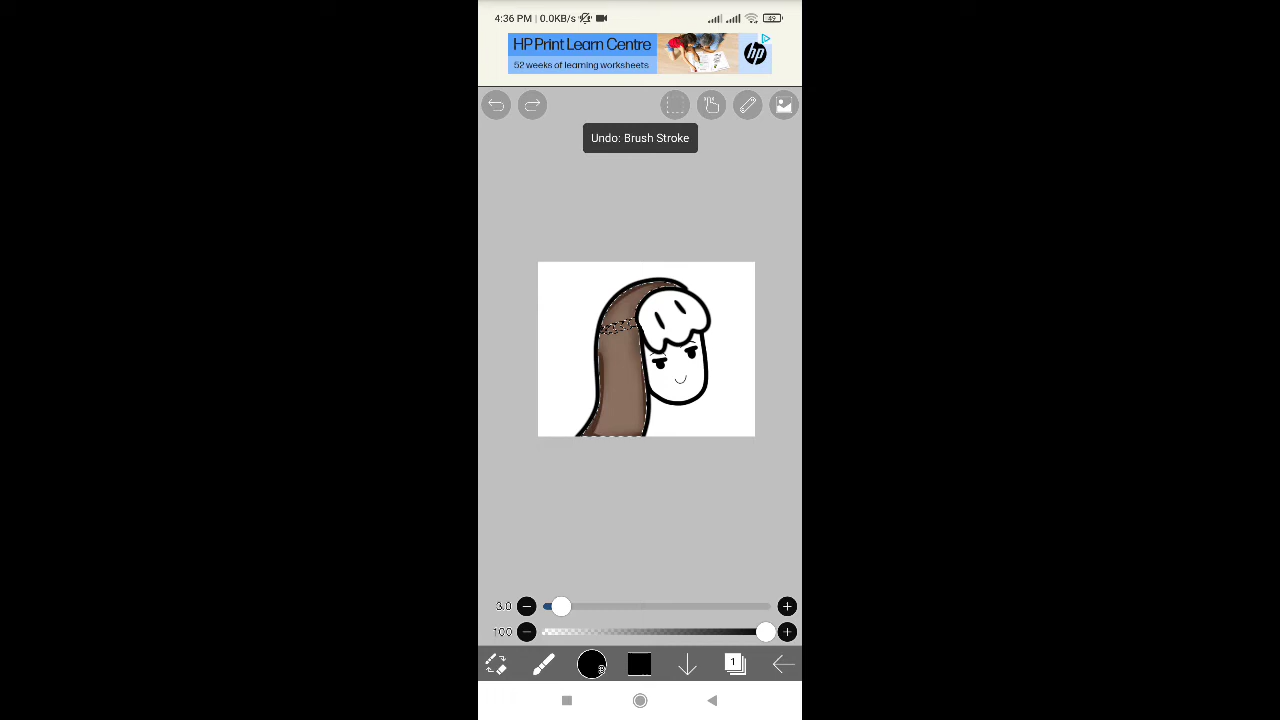 4:36 PM | 0.0KB/s
49
HP Print Learn Centre
52 weeks of learning worksheets
hp
Undo: Brush Stroke
3.0
100
1